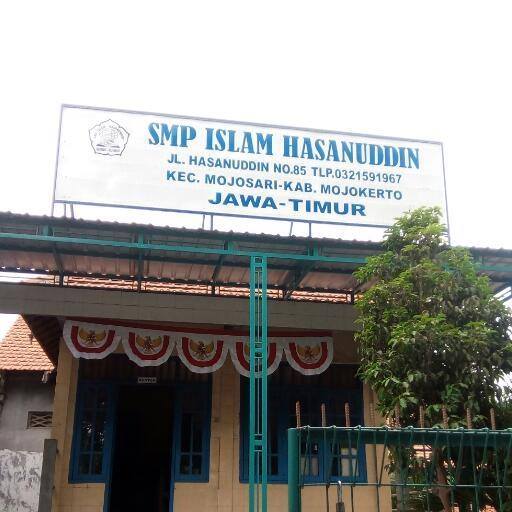 SMP ISLAM HASANUDDIN
JL. HASANUDDIN NO.85 TLP.0321591967
KEC. MOJOSARI-KAB. MOJOKERTO
JAWA-TIMUR